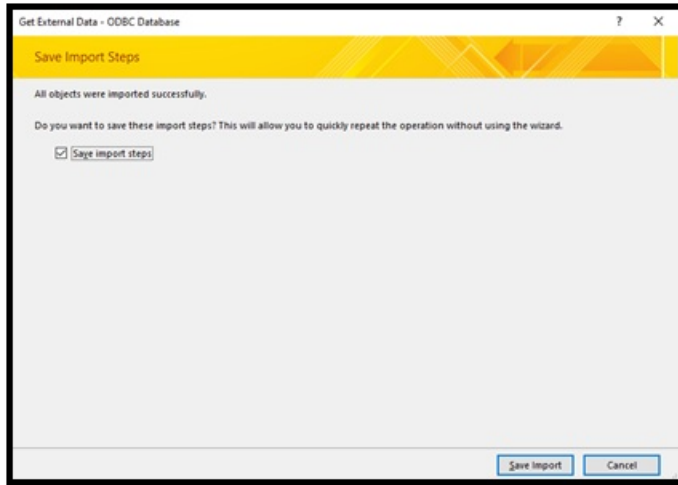 Get External Data - ODBC Database
Save Import Steps
All objects were imported successfully.
Do you want to save these import steps? This will allow you to quickly repeat the operation without using the wizard.
Save import steps
Save Import
Cancel